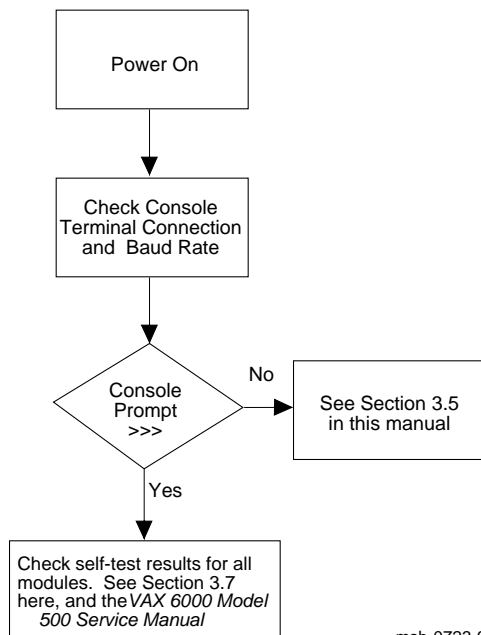 Power On
Check Console
Terminal Connection
and Baud Rate
Console
Prompt
>>>
No
See Section 3.5
in this manual
Yes
Check self-test results for all
modules. See Section 3.7
here, and theVAX 6000 Model
500 Service Manual